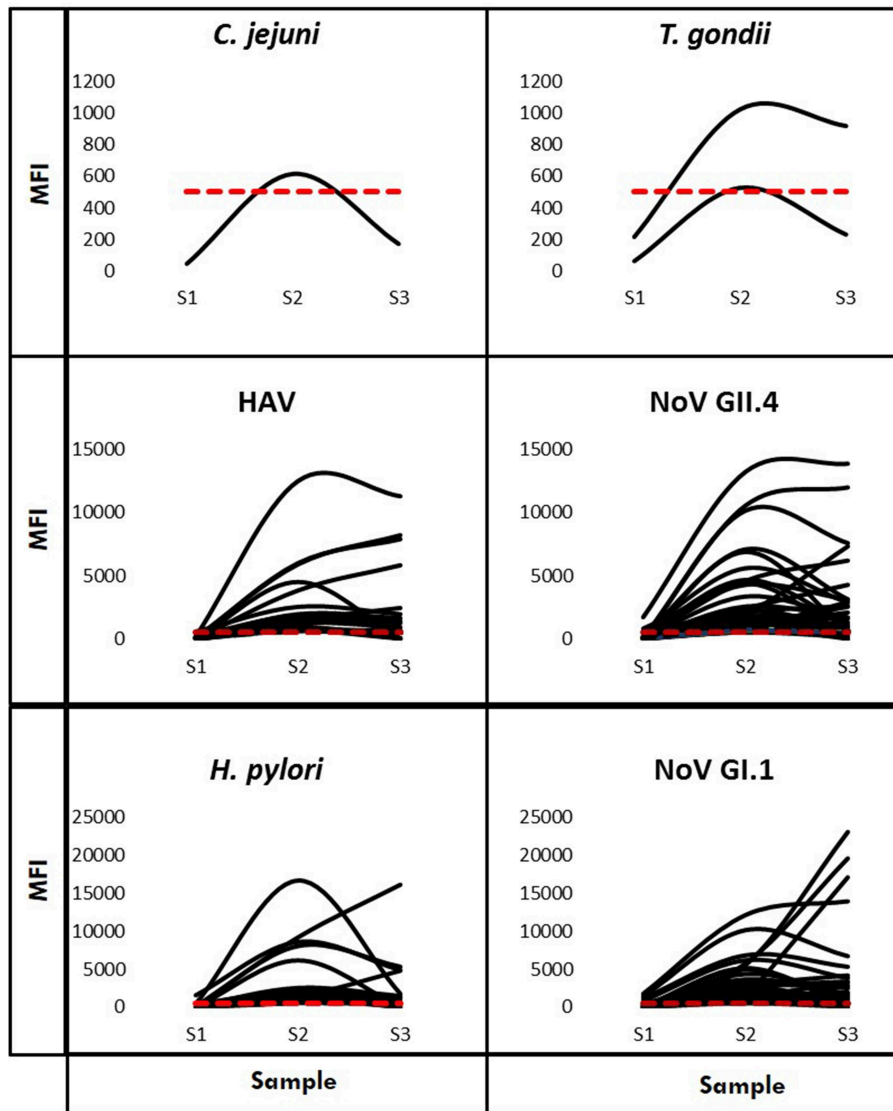 C. jejuni
T. gondii
MFI
1200
1000
800
600
400
200
0
S1 S2 S3
1200
1000
800
600
400
200
0
S1 S2 S3
HAV
NoV GII.4
MFI
15000
10000
5000
0
S1 S2 S3
15000
10000
5000
0
S1 S2 S3
H. pylori
NoV GI.1
MFI
25000
20000
15000
10000
5000
0
S1 S2 S3
25000
20000
15000
10000
5000
0
S1 S2 S3
Sample
Sample